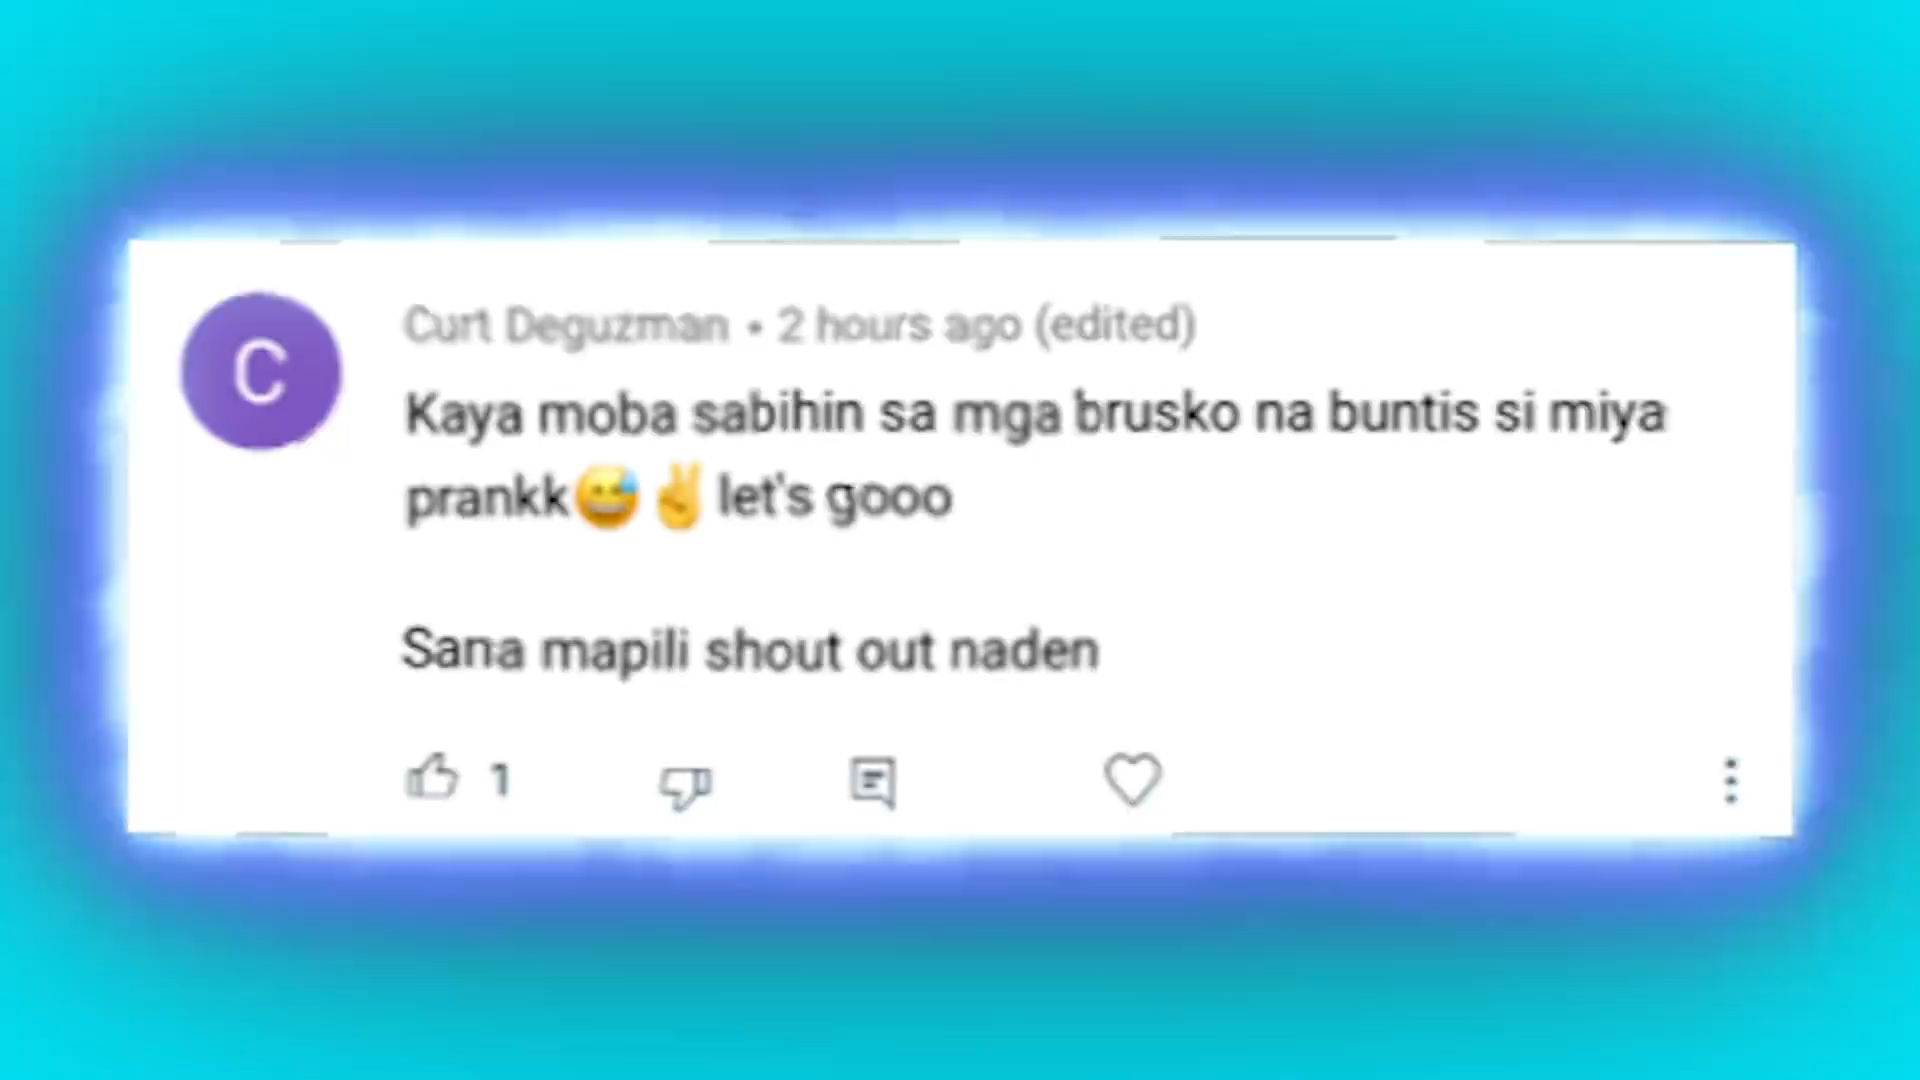 C
Curt Deguzman • 2 hours ago (edited)
Kaya moba sabihin sa mga brusko na buntis si miya
prankk😅✌️ let's gooo
Sana mapili shout out naden
1